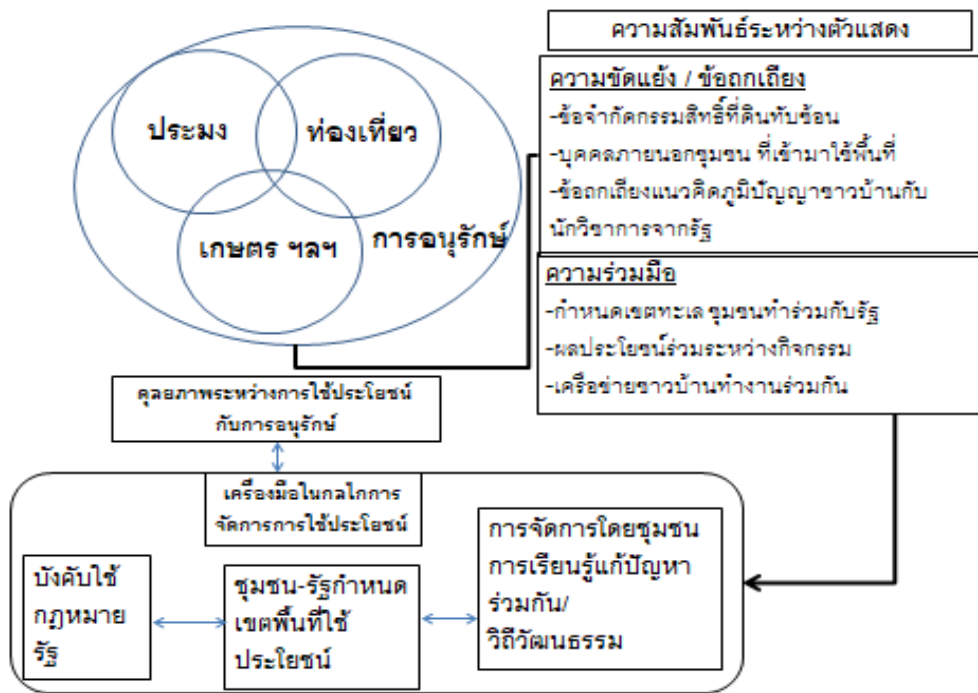 ประมง
ท่องเที่ยว
เกษตร ฯลฯ
การอนุรักษ์
ความสัมพันธ์ระหว่างตัวแสดง
ความขัดแย้ง / ข้อถกเถียง
-ข้อจำกัดกรรมสิทธิ์ที่ดินทับซ้อน
-บุคคลภายนอกชุมชน ที่เข้ามาใช้พื้นที่
-ข้อถกเถียงแนวคิดภูมิปัญญาชาวบ้านกับ
นักวิชาการจากรัฐ
ความร่วมมือ
-กำหนดเขตทะเล ชุมชนทำร่วมกับรัฐ
-ผลประโยชน์ร่วมระหว่างกิจกรรม
-เครือข่ายชาวบ้านทำงานร่วมกัน
ดุลยภาพระหว่างการใช้ประโยชน์
กับการอนุรักษ์
เครื่องมือในกลไกการ
จัดการการใช้ประโยชน์
บังคับใช้
กฎหมาย
รัฐ
ชุมชน-รัฐกำหนด
เขตพื้นที่ใช้
ประโยชน์
การจัดการโดยชุมชน
การเรียนรู้แก้ปัญหา
ร่วมกัน/
วิถีวัฒนธรรม